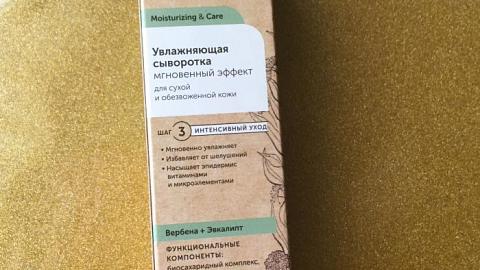 Moisturizing & Care
Увлажняющая
сыворотка
мгновенный эффект
для сухой
и обезвоженной кожи
ШАГ 3 ИНТЕНСИВНЫЙ УХОД
• Мгновенно увлажняет
• Избавляет от шелушений
• Насыщает эпидермис
витаминами
и микроэлементами
Вербена + Эвкалипт
ФУНКЦИОНАЛЬНЫЕ
КОМПОНЕНТЫ:
биосахаридный комплекс,